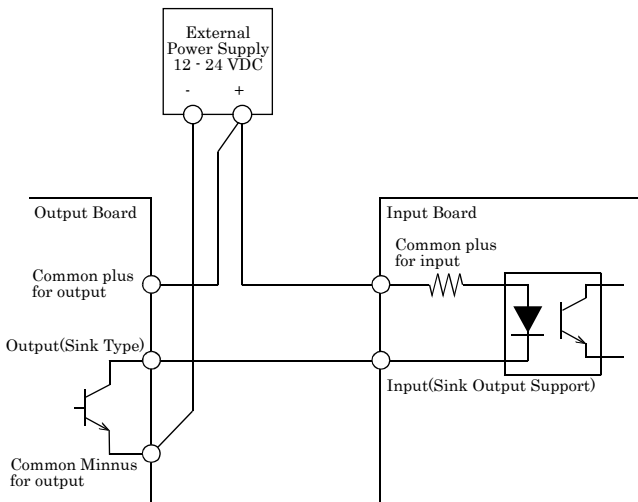 External
Power Supply
12 - 24 VDC
- +
Output Board
Input Board
Common plus
for input
Common plus
for output
Output(Sink Type)
Input(Sink Output Support)
Common Minnus
for output